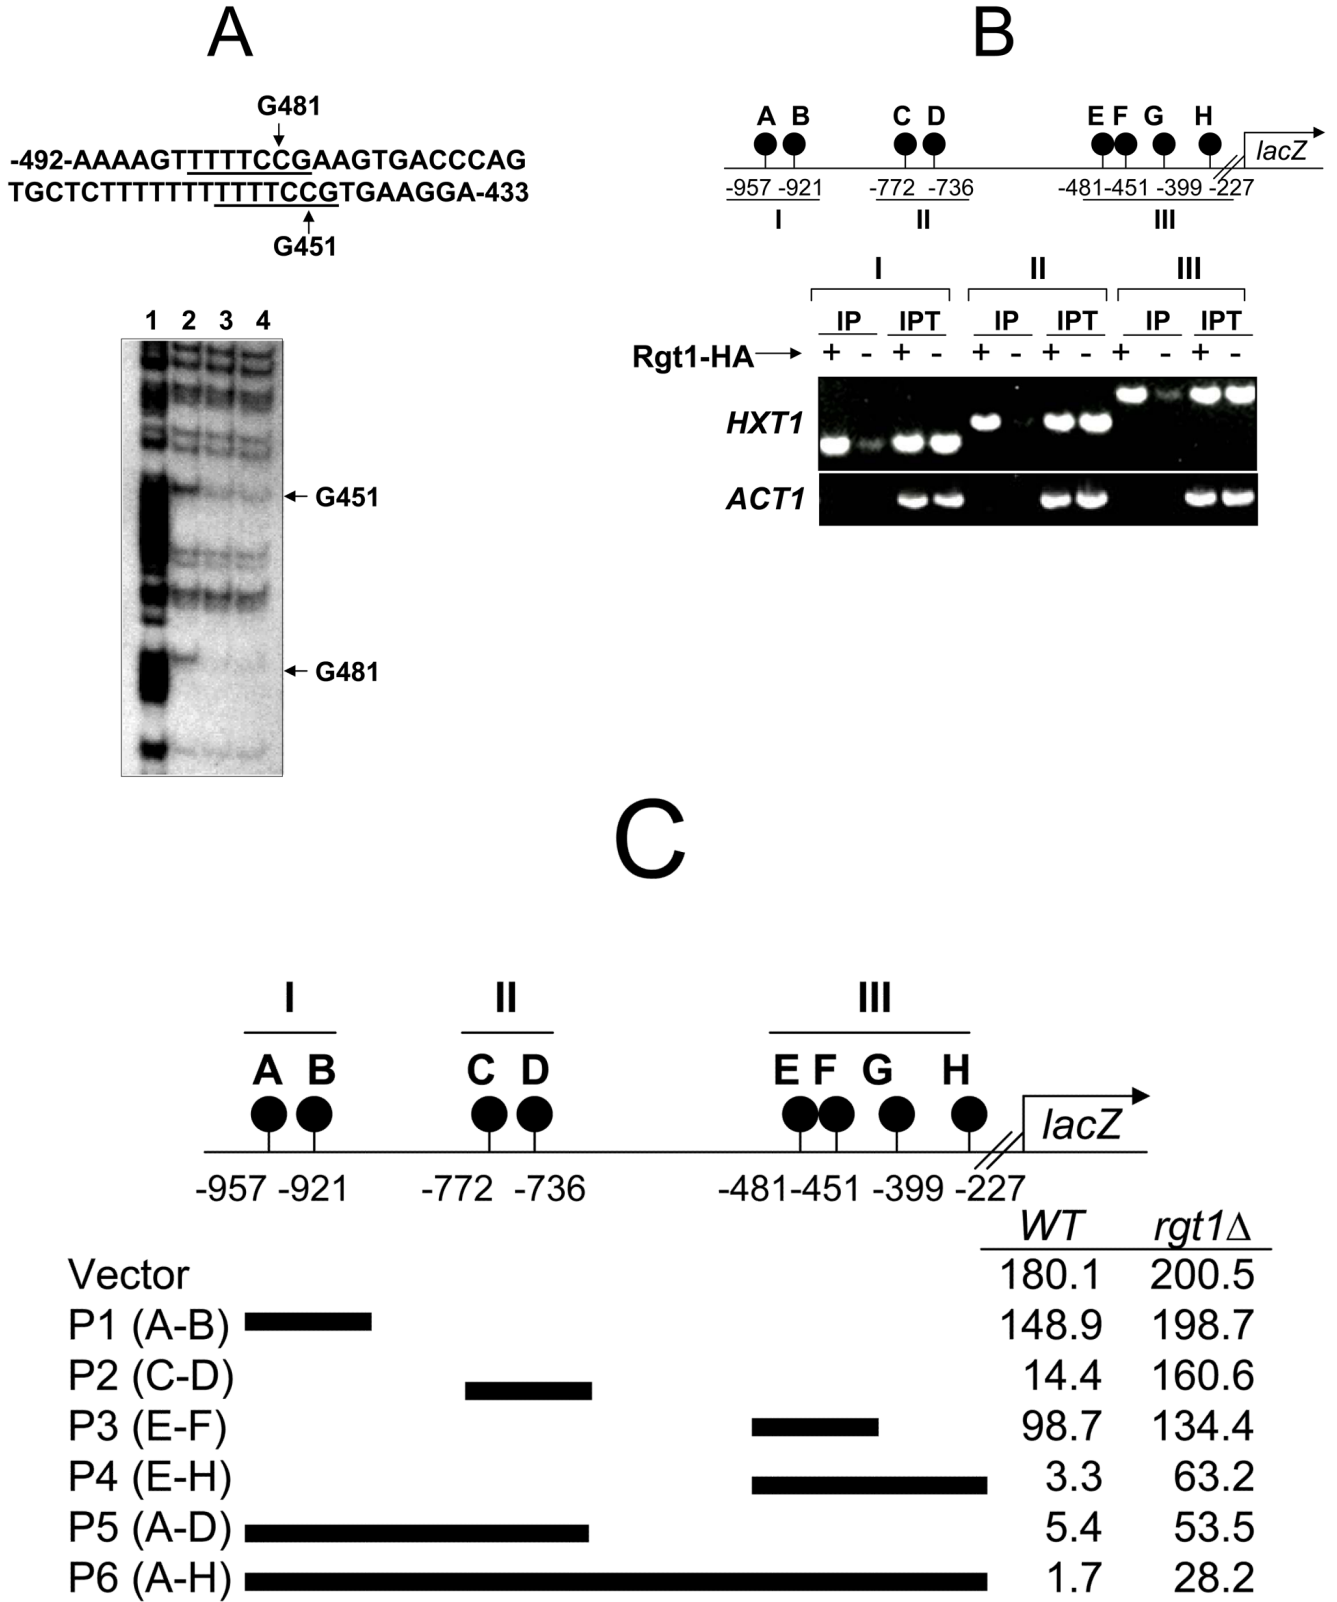 A
G481
-492-AAAAGTTTTTCCGAAGTGACCCAG
TGCTCTTTTTTTTTTTTCCGTGAAGGA-433
G451
1 2 3 4
G451
G481
B
A B C D E F G H
lacZ
-957 -921 -772 -736 -481-451 -399 -227
I II III
I II III
IP IPT IP IPT IP IPT
Rgt1-HA + - + - + - + - + - + -
HXT1
ACT1
C
I II III
A B C D E F G H
lacZ
-957 -921 -772 -736 -481-451 -399 -227
WT rgt1Δ
Vector 180.1 200.5
P1 (A-B) 148.9 198.7
P2 (C-D) 14.4 160.6
P3 (E-F) 98.7 134.4
P4 (E-H) 3.3 63.2
P5 (A-D) 5.4 53.5
P6 (A-H) 1.7 28.2